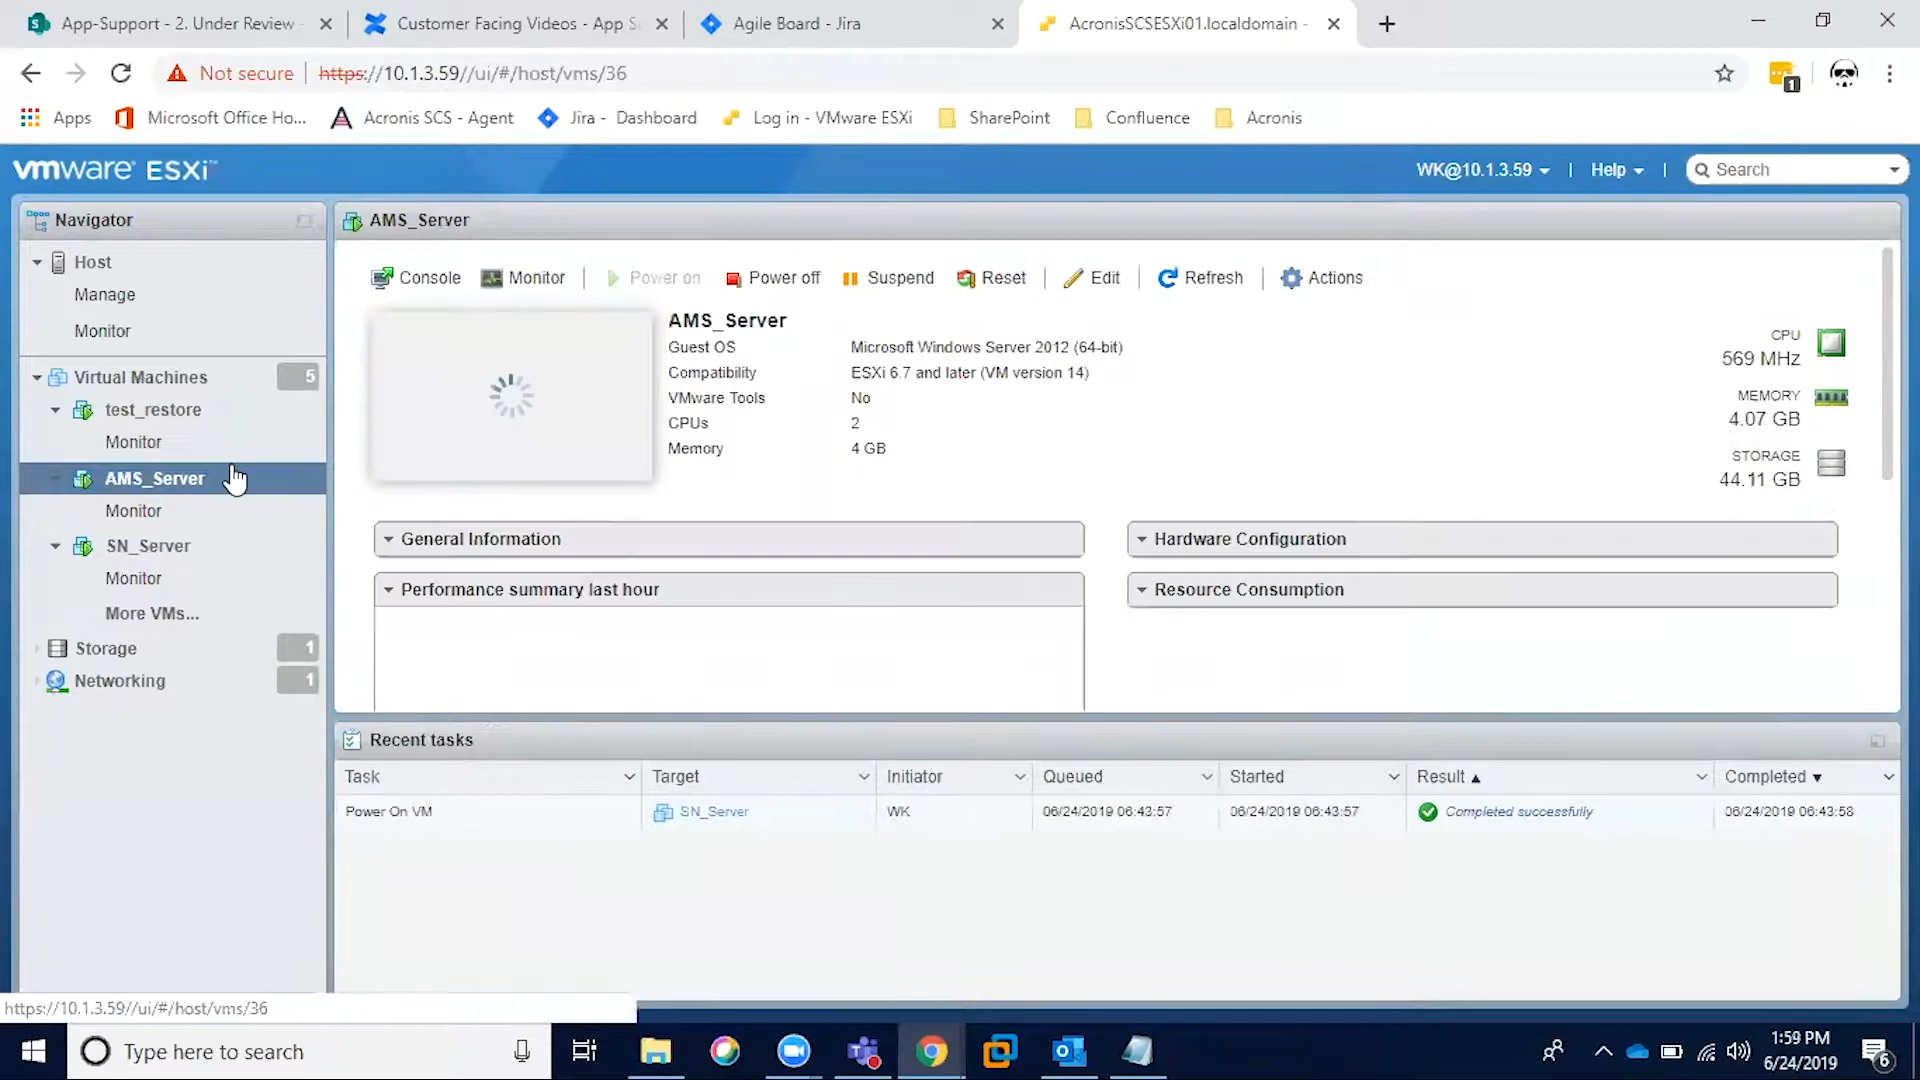 App-Support - 2. Under Review -
Customer Facing Videos - App S
Agile Board - Jira
AcronisSCSESXi01.localdomain -
Not secure
https://10.1.3.59//ui/#/host/vms/36
1
Apps
Microsoft Office Ho...
Acronis SCS - Agent
Jira - Dashboard
Log in - VMware ESXi
SharePoint
Confluence
Acronis
vmware ESXi™
WK@10.1.3.59
Help
Search
Navigator
Host
Manage
Monitor
Virtual Machines 5
test_restore
Monitor
AMS_Server
Monitor
SN_Server
Monitor
More VMs...
Storage 1
Networking 1
AMS_Server
Console Monitor Power on Power off Suspend Reset Edit Refresh Actions
AMS_Server
Guest OS Microsoft Windows Server 2012 (64-bit)
Compatibility ESXi 6.7 and later (VM version 14)
VMware Tools No
CPUs 2
Memory 4 GB
CPU
569 MHz
MEMORY
4.07 GB
STORAGE
44.11 GB
General Information
Hardware Configuration
Performance summary last hour
Resource Consumption
Recent tasks
Task Target Initiator Queued Started Result Completed
Power On VM SN_Server WK 06/24/2019 06:43:57 06/24/2019 06:43:57 Completed successfully 06/24/2019 06:43:58
https://10.1.3.59//ui/#/host/vms/36
Type here to search
1:59 PM
6/24/2019
6